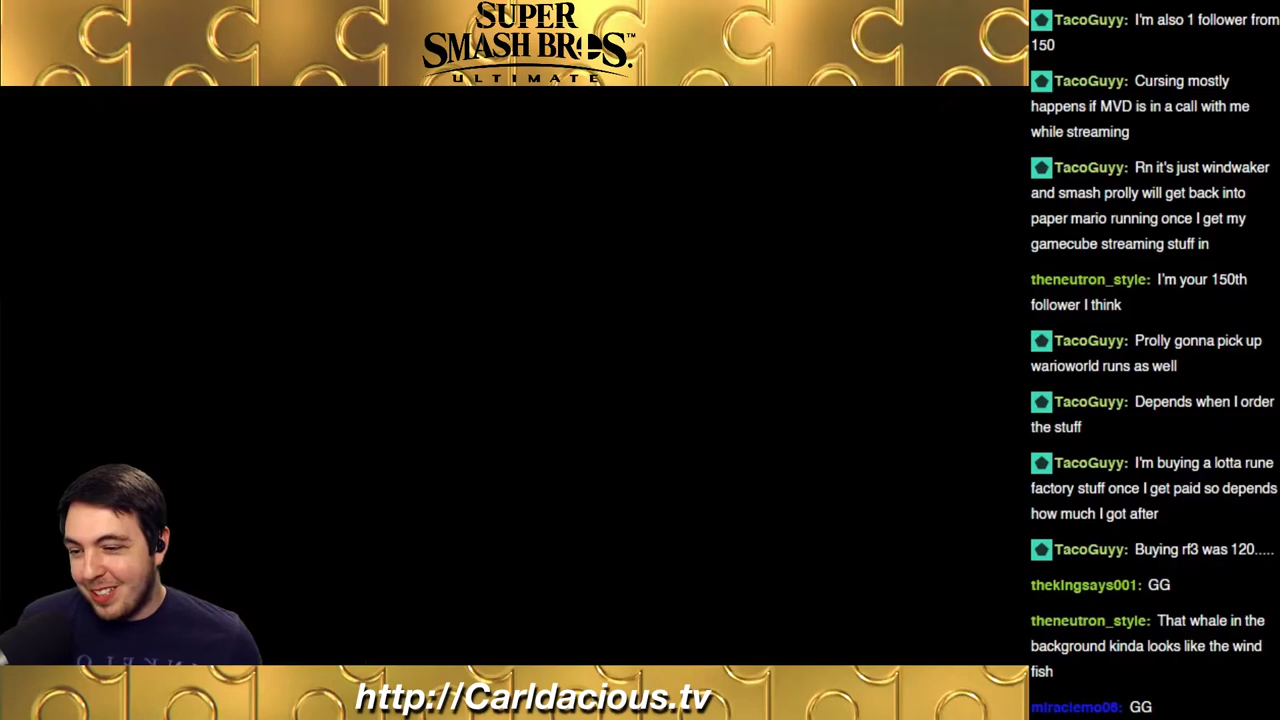 SUPER
SMASH BROS.™
ULTIMATE
TacoGuyy: I'm also 1 follower from
150
TacoGuyy: Cursing mostly
happens if MVD is in a call with me
while streaming
TacoGuyy: Rn it's just windwaker
and smash prolly will get back into
paper mario running once I get my
gamecube streaming stuff in
theneutron_style: I'm your 150th
follower I think
TacoGuyy: Prolly gonna pick up
warioworld runs as well
TacoGuyy: Depends when I order
the stuff
TacoGuyy: I'm buying a lotta rune
factory stuff once I get paid so depends
how much I got after
TacoGuyy: Buying rf3 was 120.....
thekingsays001: GG
theneutron_style: That whale in the
background kinda looks like the wind
fish
miraclemo06: GG
http://Carldacious.tv